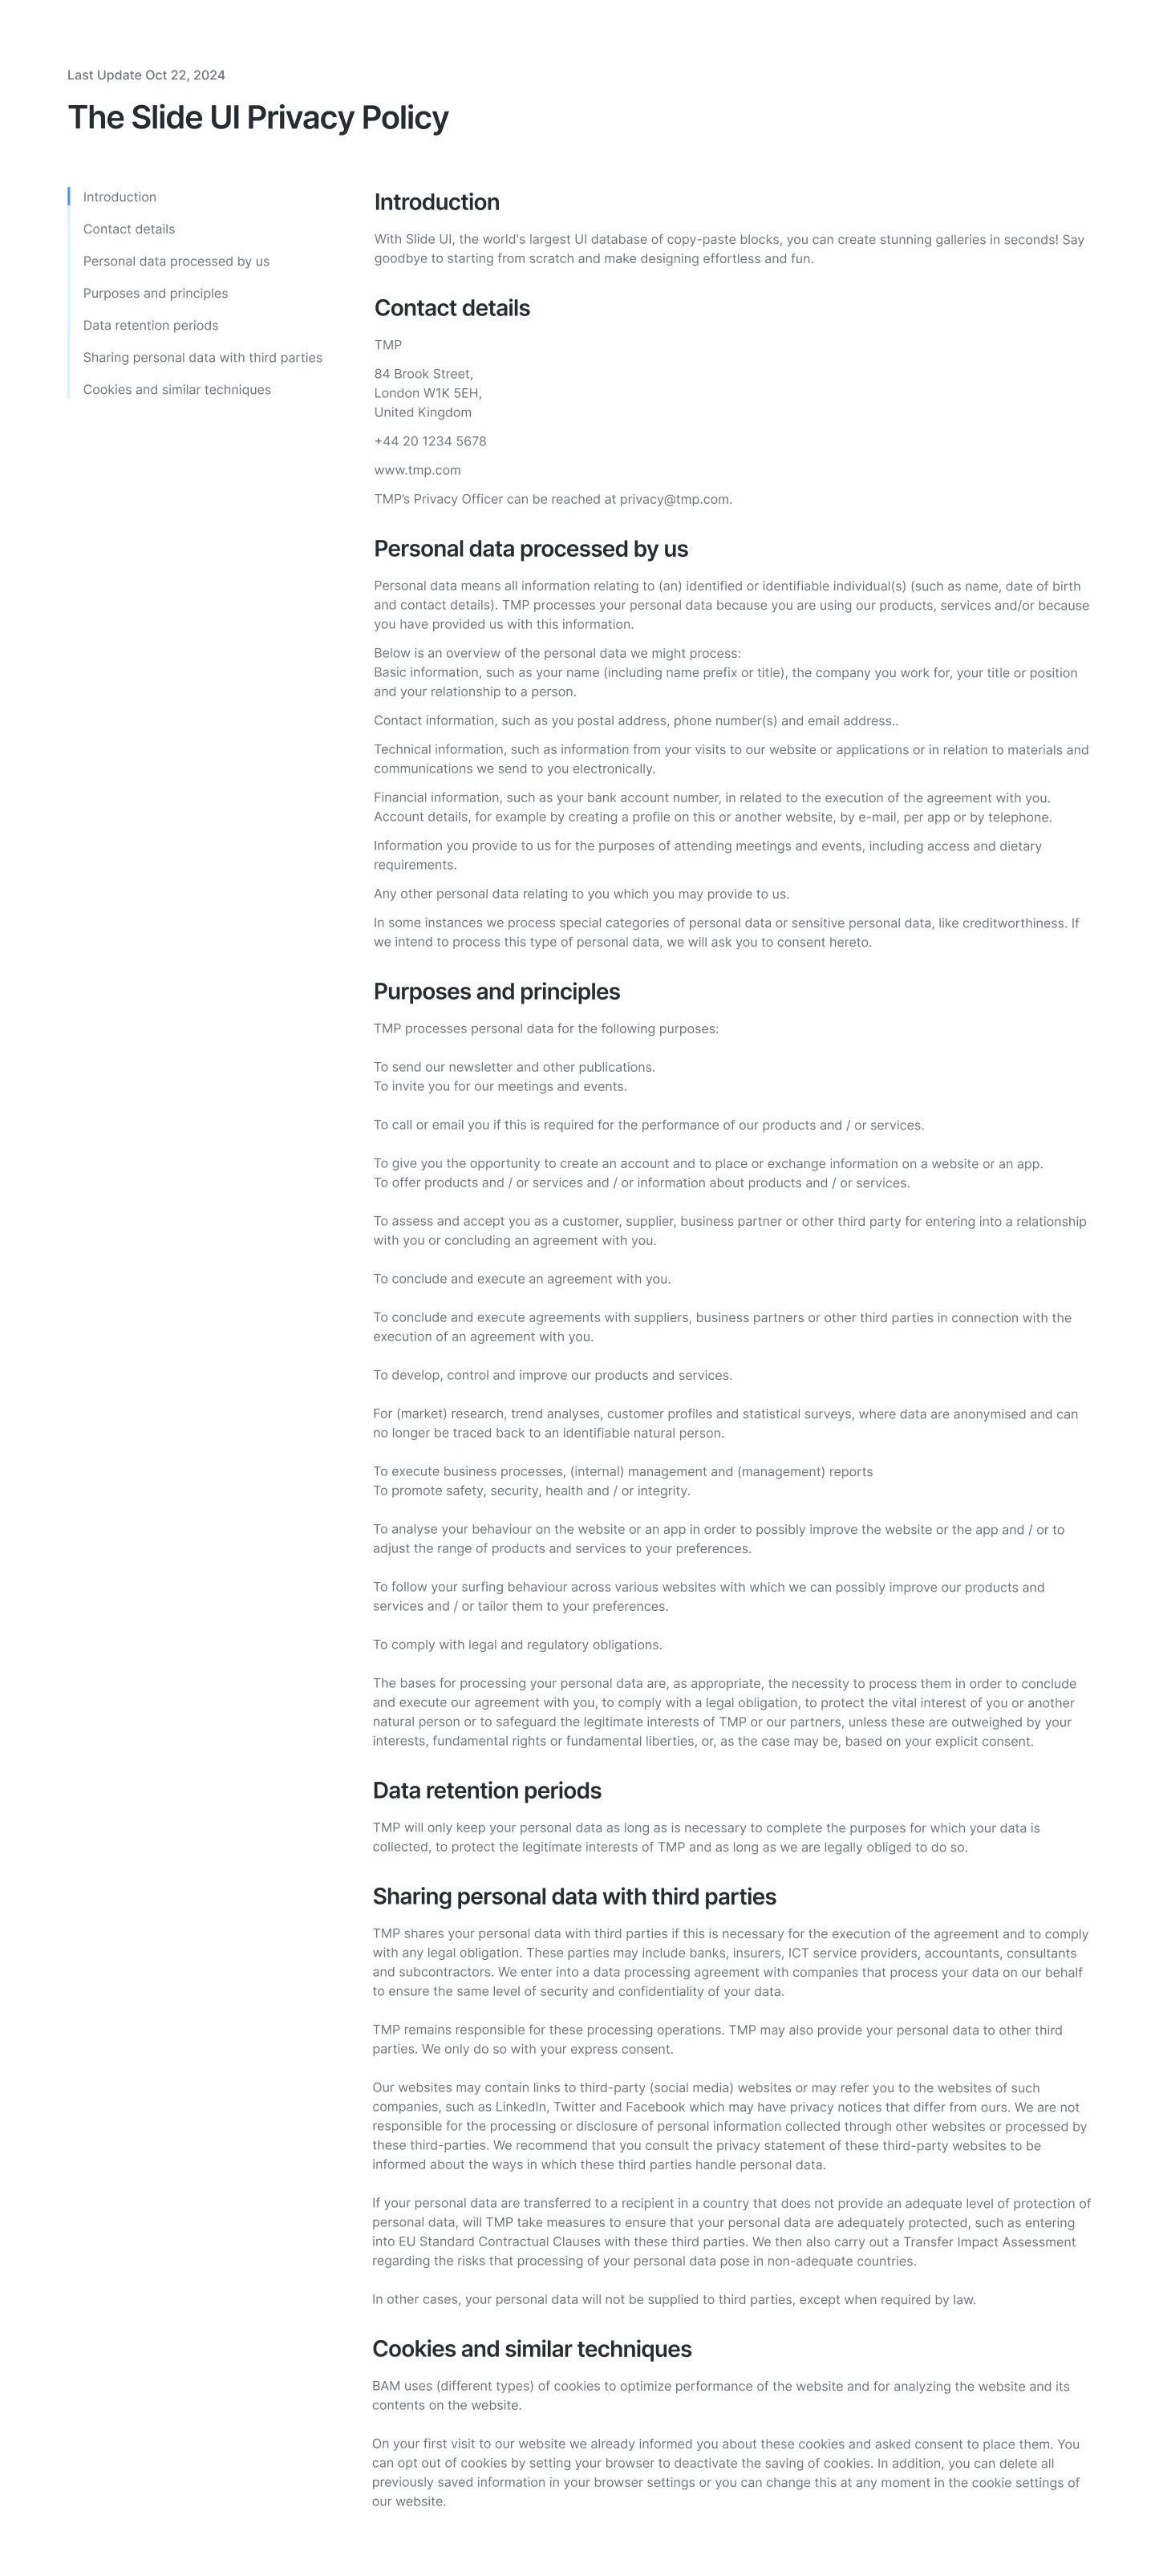 Last Update Oct 22, 2024
The Slide UI Privacy Policy
Introduction
Contact details
Personal data processed by us
Purposes and principles
Data retention periods
Sharing personal data with third parties
Cookies and similar techniques
Introduction
With Slide UI, the world's largest UI database of copy-paste blocks, you can create stunning galleries in seconds! Say
goodbye to starting from scratch and make designing effortless and fun.
Contact details
TMP
84 Brook Street,
London W1K 5EH,
United Kingdom
+44 20 1234 5678
www.tmp.com
TMP’s Privacy Officer can be reached at privacy@tmp.com.
Personal data processed by us
Personal data means all information relating to (an) identified or identifiable individual(s) (such as name, date of birth
and contact details). TMP processes your personal data because you are using our products, services and/or because
you have provided us with this information.
Below is an overview of the personal data we might process:
Basic information, such as your name (including name prefix or title), the company you work for, your title or position
and your relationship to a person.
Contact information, such as you postal address, phone number(s) and email address..
Technical information, such as information from your visits to our website or applications or in relation to materials and
communications we send to you electronically.
Financial information, such as your bank account number, in related to the execution of the agreement with you.
Account details, for example by creating a profile on this or another website, by e-mail, per app or by telephone.
Information you provide to us for the purposes of attending meetings and events, including access and dietary
requirements.
Any other personal data relating to you which you may provide to us.
In some instances we process special categories of personal data or sensitive personal data, like creditworthiness. If
we intend to process this type of personal data, we will ask you to consent hereto.
Purposes and principles
TMP processes personal data for the following purposes:
To send our newsletter and other publications.
To invite you for our meetings and events.
To call or email you if this is required for the performance of our products and / or services.
To give you the opportunity to create an account and to place or exchange information on a website or an app.
To offer products and / or services and / or information about products and / or services.
To assess and accept you as a customer, supplier, business partner or other third party for entering into a relationship
with you or concluding an agreement with you.
To conclude and execute an agreement with you.
To conclude and execute agreements with suppliers, business partners or other third parties in connection with the
execution of an agreement with you.
To develop, control and improve our products and services.
For (market) research, trend analyses, customer profiles and statistical surveys, where data are anonymised and can
no longer be traced back to an identifiable natural person.
To execute business processes, (internal) management and (management) reports
To promote safety, security, health and / or integrity.
To analyse your behaviour on the website or an app in order to possibly improve the website or the app and / or to
adjust the range of products and services to your preferences.
To follow your surfing behaviour across various websites with which we can possibly improve our products and
services and / or tailor them to your preferences.
To comply with legal and regulatory obligations.
The bases for processing your personal data are, as appropriate, the necessity to process them in order to conclude
and execute our agreement with you, to comply with a legal obligation, to protect the vital interest of you or another
natural person or to safeguard the legitimate interests of TMP or our partners, unless these are outweighed by your
interests, fundamental rights or fundamental liberties, or, as the case may be, based on your explicit consent.
Data retention periods
TMP will only keep your personal data as long as is necessary to complete the purposes for which your data is
collected, to protect the legitimate interests of TMP and as long as we are legally obliged to do so.
Sharing personal data with third parties
TMP shares your personal data with third parties if this is necessary for the execution of the agreement and to comply
with any legal obligation. These parties may include banks, insurers, ICT service providers, accountants, consultants
and subcontractors. We enter into a data processing agreement with companies that process your data on our behalf
to ensure the same level of security and confidentiality of your data.
TMP remains responsible for these processing operations. TMP may also provide your personal data to other third
parties. We only do so with your express consent.
Our websites may contain links to third-party (social media) websites or may refer you to the websites of such
companies, such as LinkedIn, Twitter and Facebook which may have privacy notices that differ from ours. We are not
responsible for the processing or disclosure of personal information collected through other websites or processed by
these third-parties. We recommend that you consult the privacy statement of these third-party websites to be
informed about the ways in which these third parties handle personal data.
If your personal data are transferred to a recipient in a country that does not provide an adequate level of protection of
personal data, will TMP take measures to ensure that your personal data are adequately protected, such as entering
into EU Standard Contractual Clauses with these third parties. We then also carry out a Transfer Impact Assessment
regarding the risks that processing of your personal data pose in non-adequate countries.
In other cases, your personal data will not be supplied to third parties, except when required by law.
Cookies and similar techniques
BAM uses (different types) of cookies to optimize performance of the website and for analyzing the website and its
contents on the website.
On your first visit to our website we already informed you about these cookies and asked consent to place them. You
can opt out of cookies by setting your browser to deactivate the saving of cookies. In addition, you can delete all
previously saved information in your browser settings or you can change this at any moment in the cookie settings of
our website.